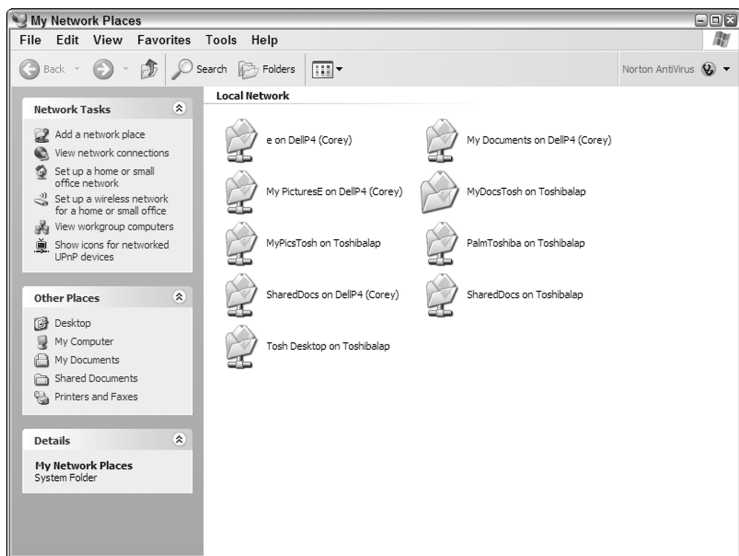 My Network Places
File Edit View Favorites Tools Help
Back Search Folders Norton AntiVirus
Network Tasks
Add a network place
View network connections
Set up a home or small
office network
Set up a wireless network
for a home or small office
View workgroup computers
Show icons for networked
UPnP devices
Other Places
Desktop
My Computer
My Documents
Shared Documents
Printers and Faxes
Details
My Network Places
System Folder
Local Network
e on DellP4 (Corey)
My Documents on DellP4 (Corey)
My PicturesE on DellP4 (Corey)
MyDocsTosh on Toshibalap
MyPicsTosh on Toshibalap
PalmToshiba on Toshibalap
SharedDocs on DellP4 (Corey)
SharedDocs on Toshibalap
Tosh Desktop on Toshibalap